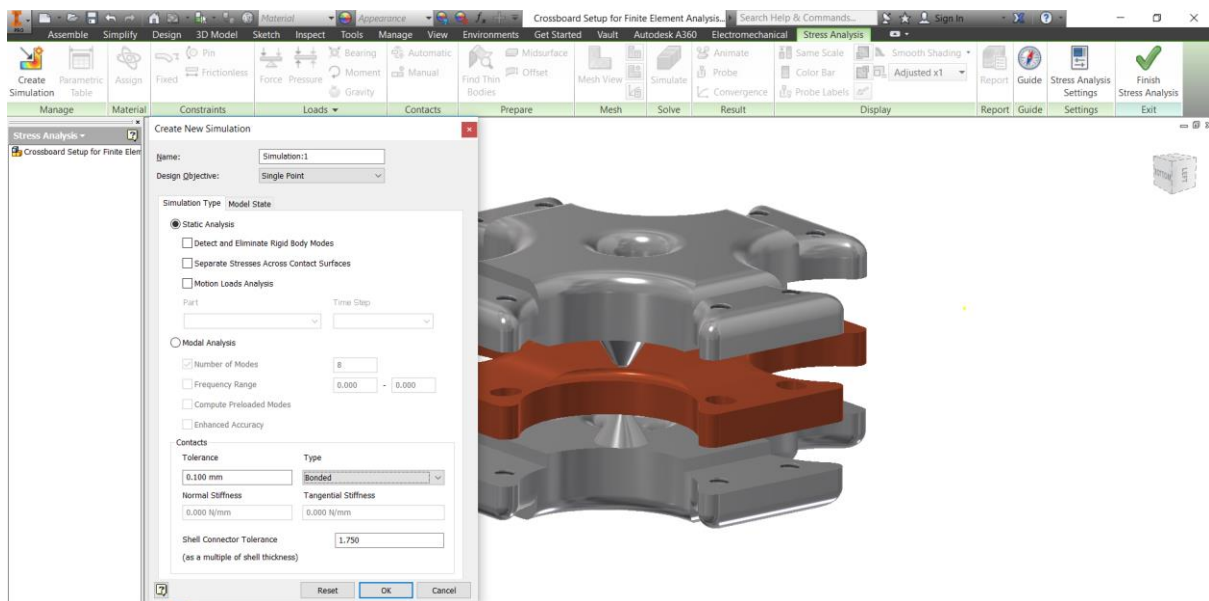 Material Appearance Crossboard Setup for Finite Element Analysis... Search Help & Commands... Sign In
PRO Assemble Simplify Design 3D Model Sketch Inspect Tools Manage View Environments Get Started Vault Autodesk A360 Electromechanical Stress Analysis
Create Simulation
Parametric Table
Assign
Fixed
Pin
Frictionless
Force
Pressure
Bearing
Moment
Gravity
Automatic
Manual
Find Thin Bodies
Midsurface
Offset
Mesh View
Simulate
Animate
Probe
Convergence
Same Scale
Color Bar
Probe Labels
Smooth Shading
Adjusted x1
Report
Guide
Stress Analysis Settings
Finish Stress Analysis
Manage Material Constraints Loads Contacts Prepare Mesh Solve Result Display Report Guide Settings Exit
Stress Analysis
Crossboard Setup for Finite Elem
Create New Simulation
Name: Simulation:1
Design Objective: Single Point
Simulation Type Model State
Static Analysis
Detect and Eliminate Rigid Body Modes
Separate Stresses Across Contact Surfaces
Motion Loads Analysis
Part Time Step
Modal Analysis
Number of Modes 8
Frequency Range 0.000 - 0.000
Compute Preloaded Modes
Enhanced Accuracy
Contacts
Tolerance Type
0.100 mm Bonded
Normal Stiffness Tangential Stiffness
0.000 N/mm 0.000 N/mm
Shell Connector Tolerance 1.750
(as a multiple of shell thickness)
Reset OK Cancel
LEFT